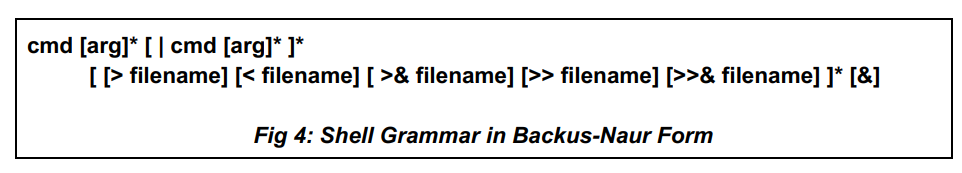 cmd [arg]* [ | cmd [arg]* ]*
[ [> filename] [< filename] [ >& filename] [>> filename] [>>& filename] ]* [&]
Fig 4: Shell Grammar in Backus-Naur Form